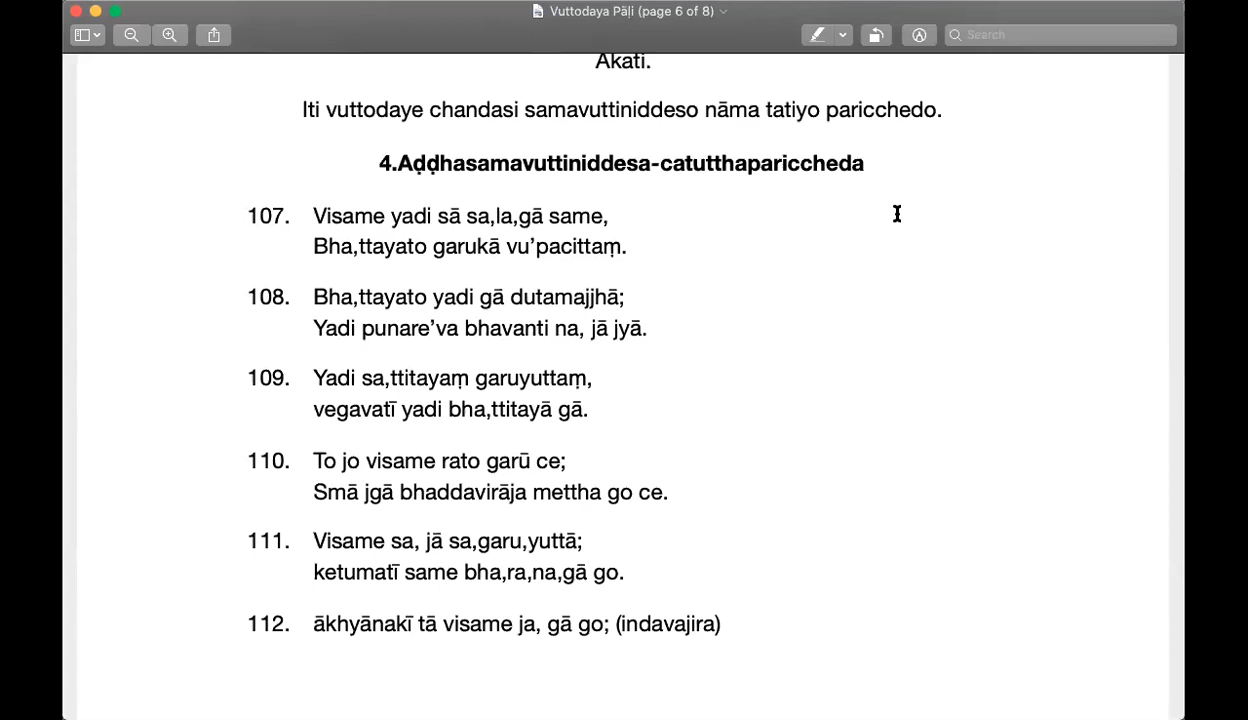 Vuttodaya Pāḷi (page 6 of 8)
Search
Akati.
Iti vuttodaye chandasi samavuttiniddeso nāma tatiyo paricchedo.
4.Aḍḍhasamavuttiniddesa-catutthapariccheda
107. Visame yadi sā sa,la,gā same,
Bha,ttayato garukā vu’pacittaṃ.
108. Bha,ttayato yadi gā dutamajjhā;
Yadi punare’va bhavanti na, jā jyā.
109. Yadi sa,ttitayaṃ garuyuttaṃ,
vegavatī yadi bha,ttitayā gā.
110. To jo visame rato garū ce;
Smā jgā bhaddavirāja mettha go ce.
111. Visame sa, jā sa,garu,yuttā;
ketumatī same bha,ra,na,gā go.
112. ākhyānakī tā visame ja, gā go; (indavajira)